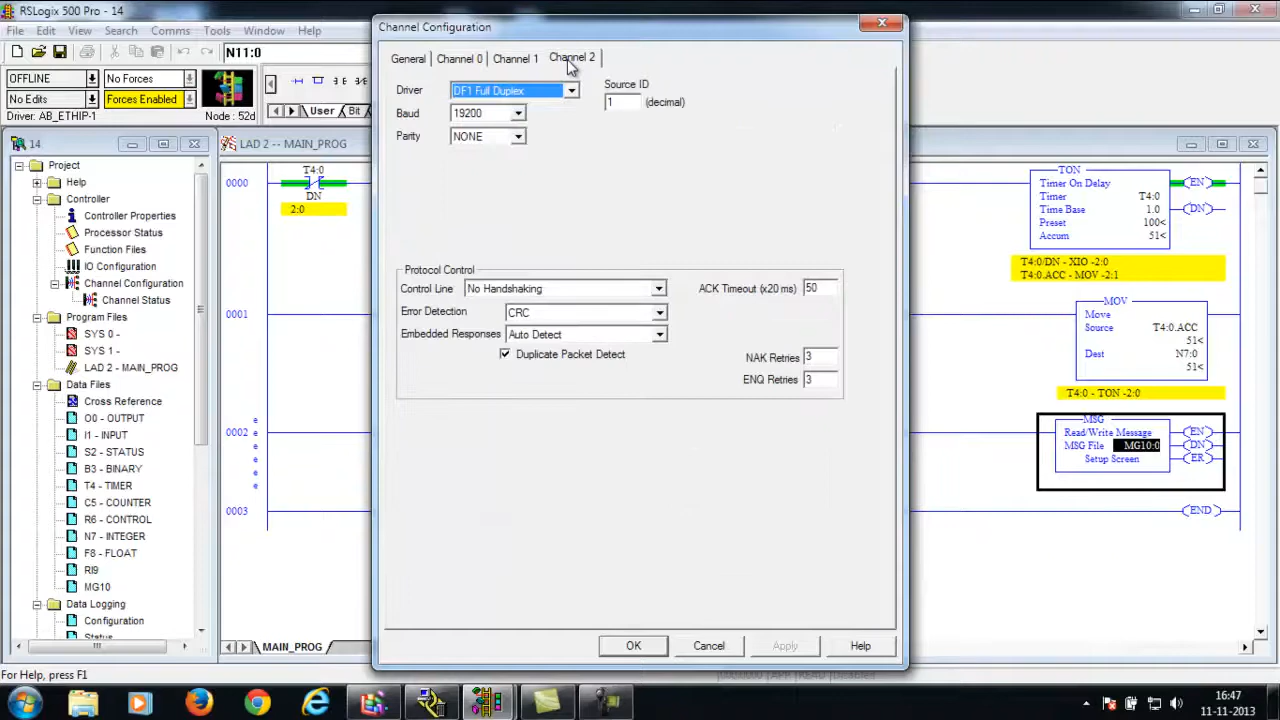 RSLogix 500 Pro - 14
File Edit View Search Comms Tools Window Help
N11:0
OFFLINE No Forces
No Edits Forces Enabled
Driver: AB_ETHIP-1 Node : 52d
User Bit
14
Project
Help
Controller
Controller Properties
Processor Status
Function Files
IO Configuration
Channel Configuration
Channel Status
Program Files
SYS 0 -
SYS 1 -
LAD 2 - MAIN_PROG
Data Files
Cross Reference
O0 - OUTPUT
I1 - INPUT
S2 - STATUS
B3 - BINARY
T4 - TIMER
C5 - COUNTER
R6 - CONTROL
N7 - INTEGER
F8 - FLOAT
RI9
MG10
Data Logging
Configuration
Status
LAD 2 -- MAIN_PROG
0000
T4:0
DN
2:0
0001
0002
e
e
e
e
0003
MAIN_PROG
Channel Configuration
General Channel 0 Channel 1 Channel 2
Driver DF1 Full Duplex
Baud 19200
Parity NONE
Source ID
1 (decimal)
Protocol Control
Control Line No Handshaking
Error Detection CRC
Embedded Responses Auto Detect
Duplicate Packet Detect
ACK Timeout (x20 ms) 50
NAK Retries 3
ENQ Retries 3
OK Cancel Apply Help
TON
Timer On Delay EN
Timer T4:0
Time Base 1.0 DN
Preset 100<
Accum 51<
T4:0/DN - XIO -2:0
T4:0.ACC - MOV -2:1
MOV
Move
Source T4:0.ACC
51<
Dest N7:0
51<
T4:0 - TON -2:0
MSG
Read/Write Message EN
MSG File MG10:0 DN
Setup Screen ER
END
For Help, press F1
16:47
11-11-2013